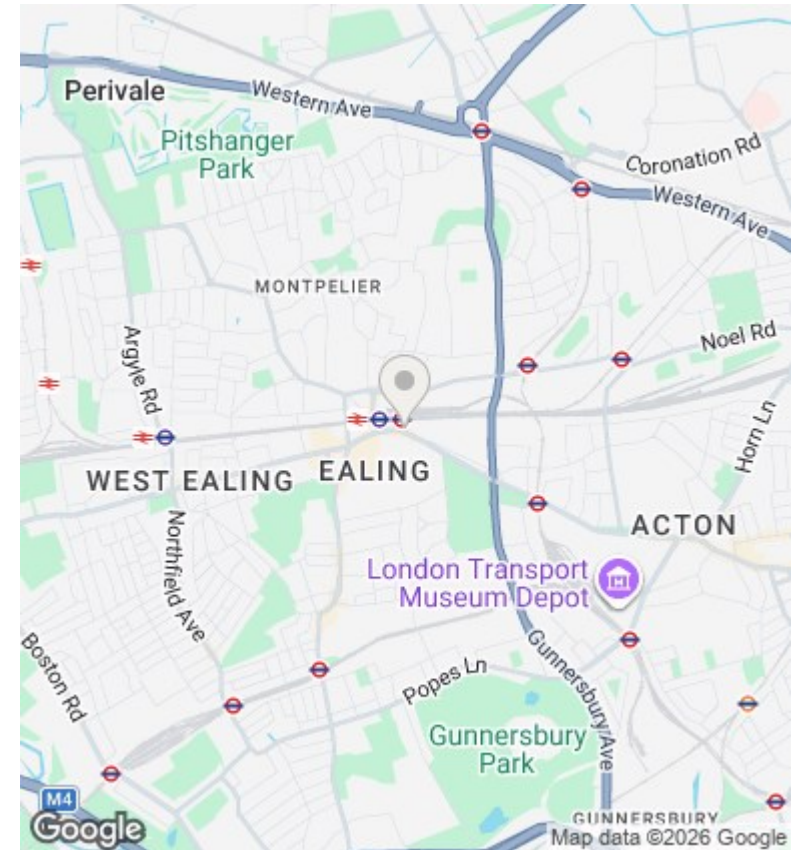 Perivale
Western Ave
Pitshanger
Park
Coronation Rd
Western Ave
MONTPELIER
Argyle Rd
Noel Rd
Horn Ln
WEST EALING
EALING
ACTON
Northfield Ave
London Transport
Museum Depot
Boston Rd
Popes Ln
Gunnersbury Ave
Gunnersbury
Park
M4
GUNNERSBURY
Google
Map data ©2026 Google